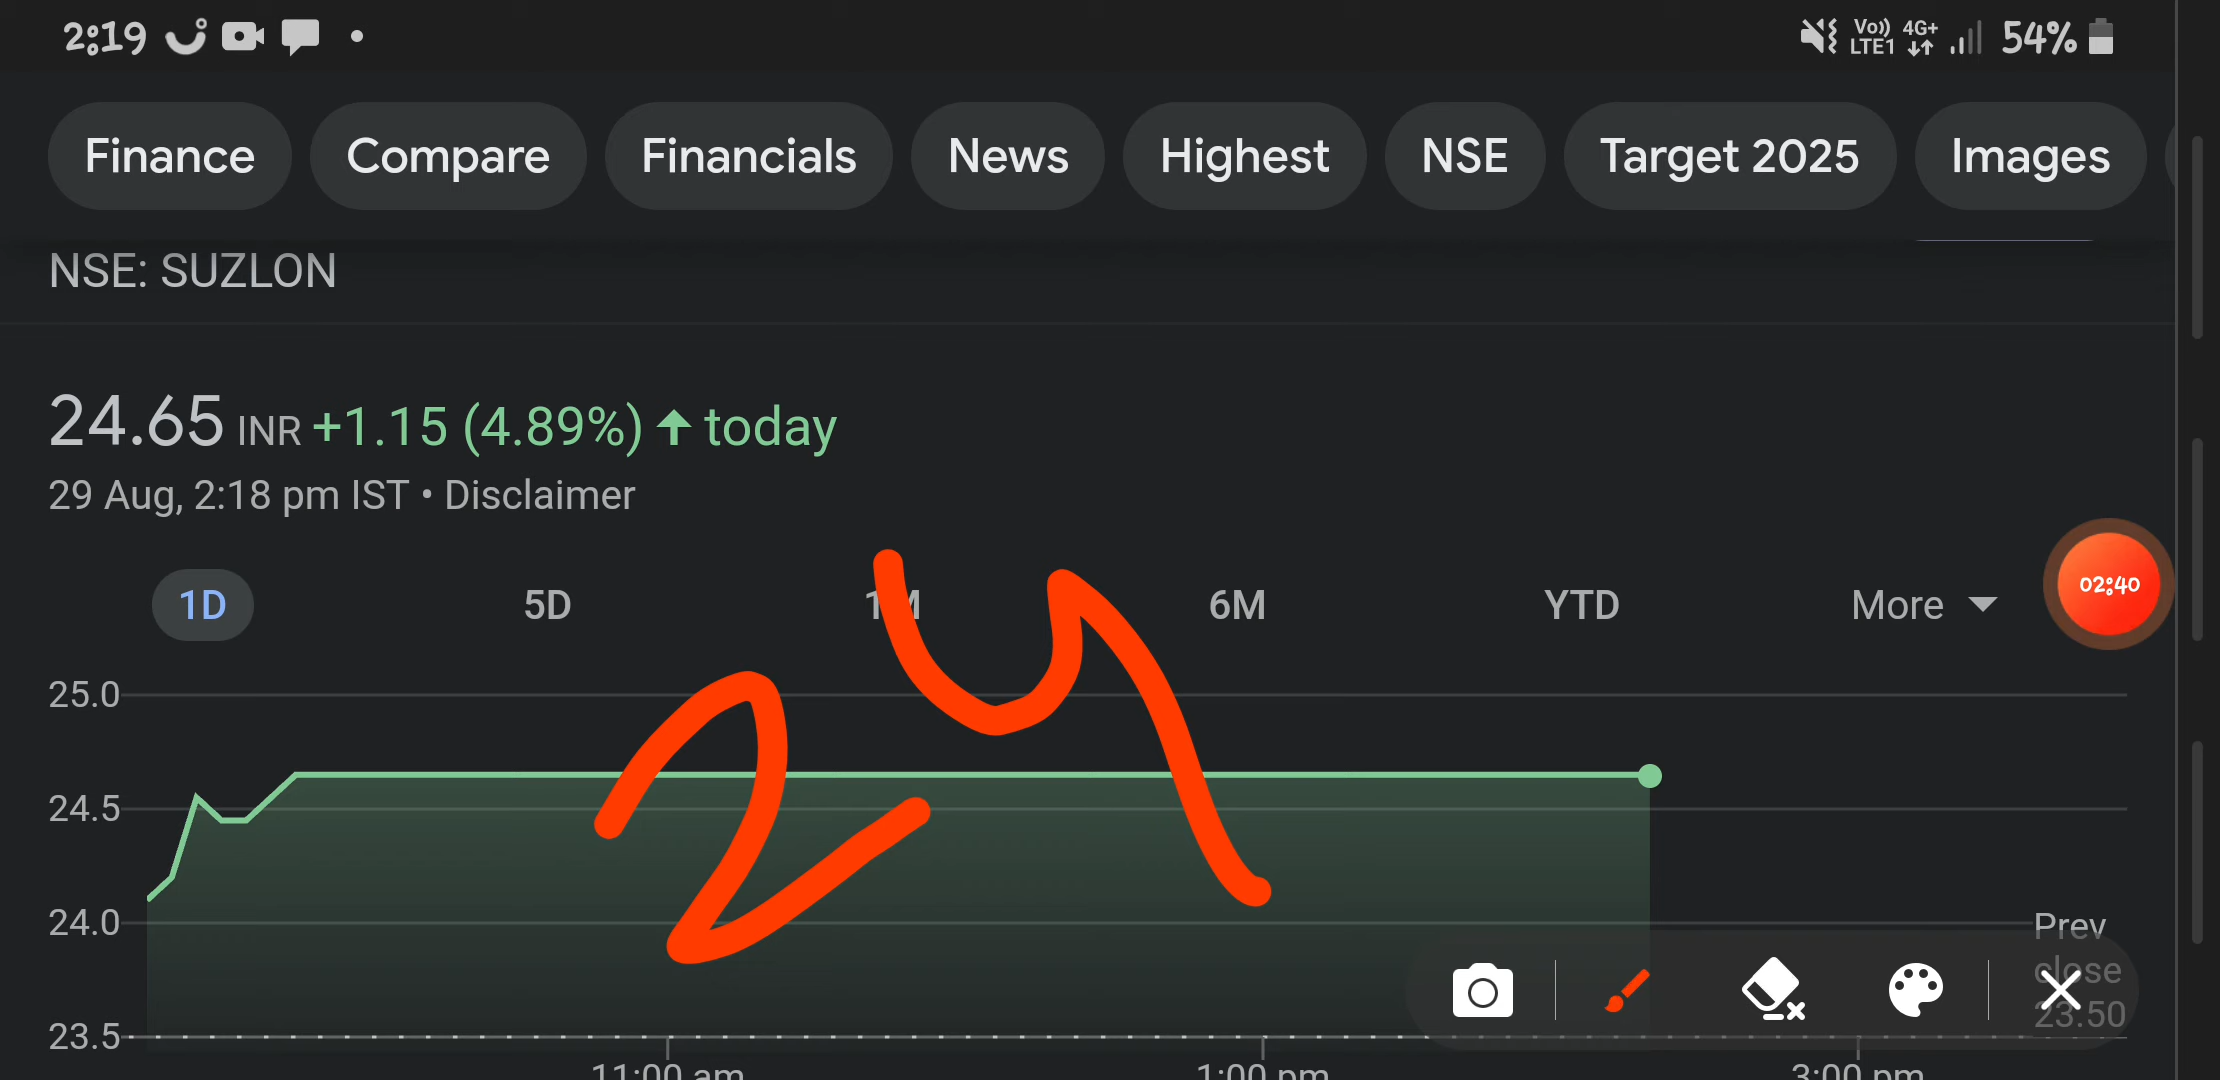 2:19 Vo)) LTE1 4G+ 54%
Finance Compare Financials News Highest NSE Target 2025 Images
NSE: SUZLON
24.65 INR +1.15 (4.89%) today
29 Aug, 2:18 pm IST • Disclaimer
1D 5D 1M 6M YTD More 02:40
25.0
24
24.5
24.0
Prev
close
23.50
23.5
11:00 am 1:00 pm 3:00 pm